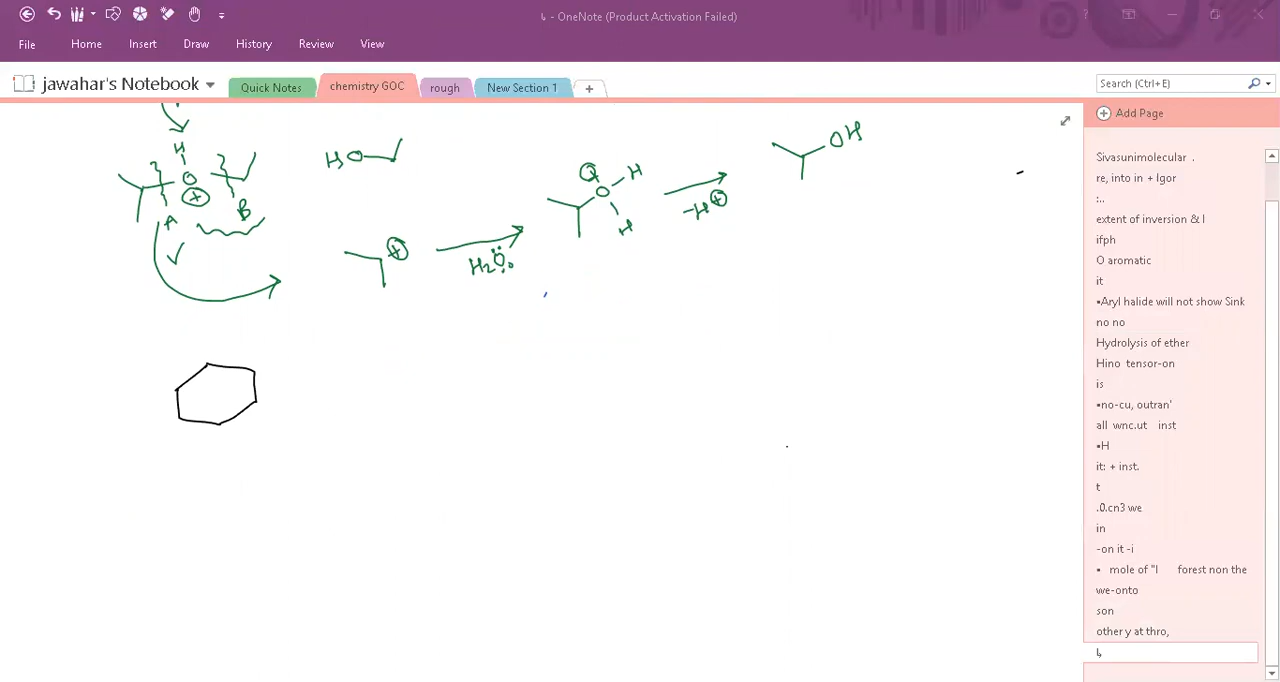 ↳ - OneNote (Product Activation Failed)
File Home Insert Draw History Review View
jawahar's Notebook
Quick Notes chemistry GOC rough New Section 1
Search (Ctrl+E)
Add Page
H
O
⊕
A B
HO
⊕
H2O
⊕
O H
H
-H⊕
OH
Sivasunimolecular .
re, into in + Igor
:..
extent of inversion & l
ifph
O aromatic
it
•Aryl halide will not show Sink
no no
Hydrolysis of ether
Hino tensor-on
is
•no-cu, outran'
all wnc.ut inst
•H
it: + inst.
t
.0.cn3 we
in
-on it -i
• mole of "l forest non the
we-onto
son
other y at thro,
↳